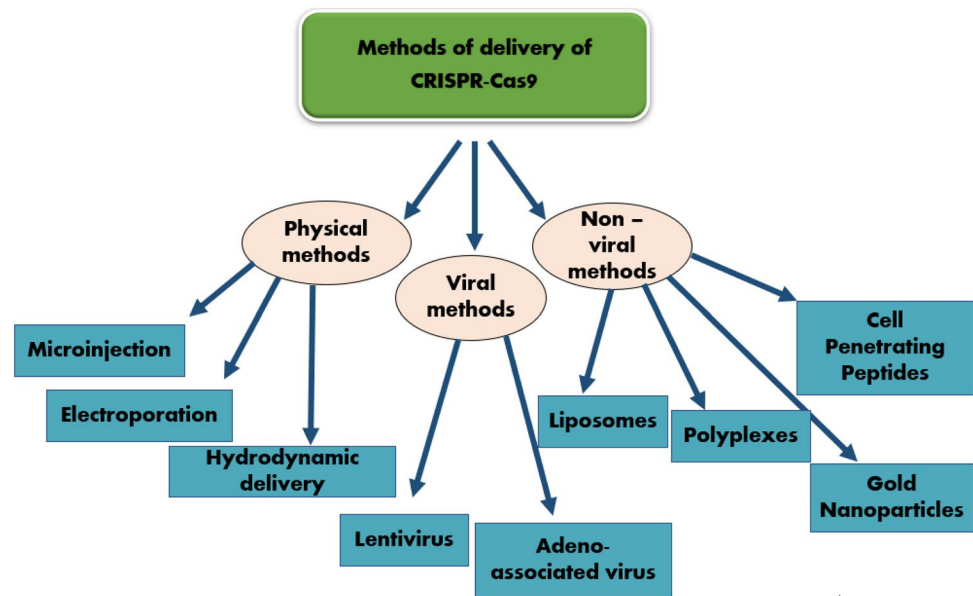 Methods of delivery of
CRISPR-Cas9
Physical
methods
Viral
methods
Non –
viral
methods
Microinjection
Electroporation
Hydrodynamic
delivery
Lentivirus
Adeno-
associated virus
Liposomes
Polyplexes
Gold
Nanoparticles
Cell
Penetrating
Peptides